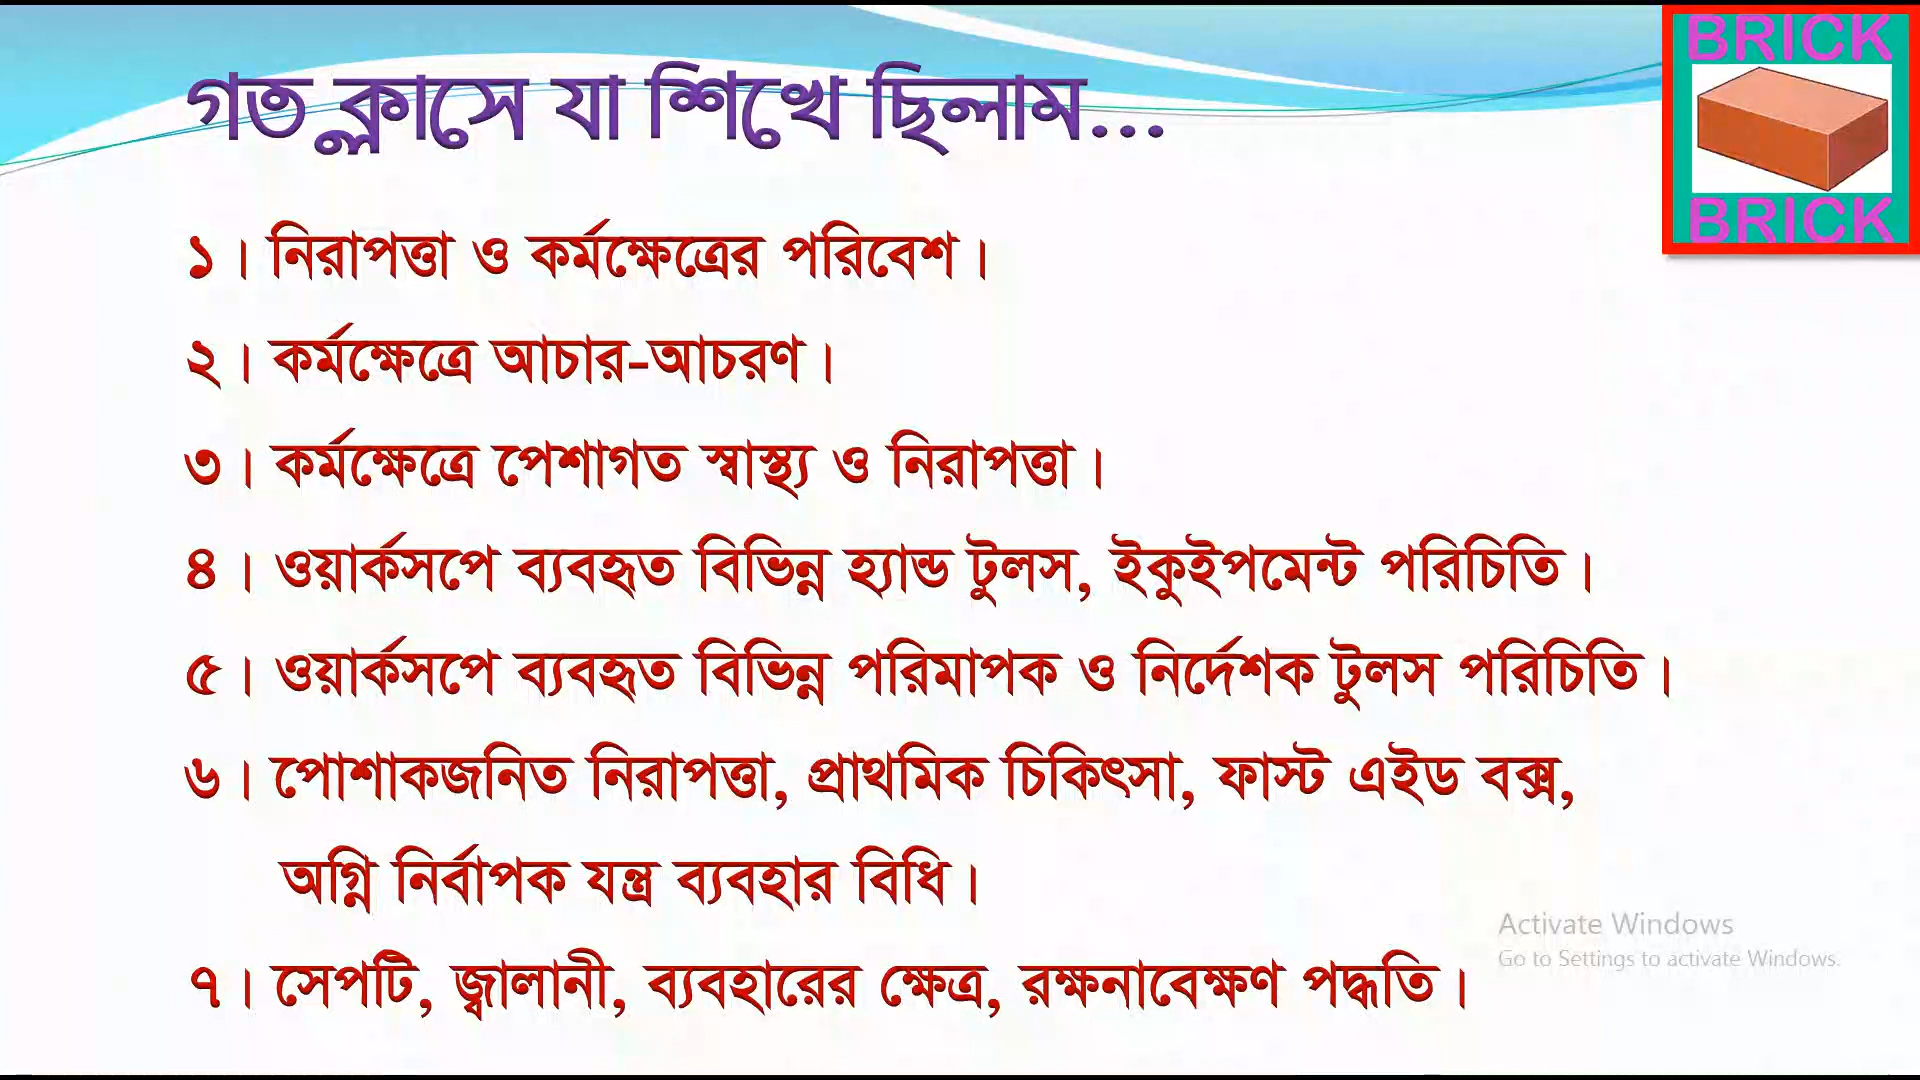 গত ক্লাসে যা শিখে ছিলাম...
BRICK
BRICK
১। নিরাপত্তা ও কর্মক্ষেত্রের পরিবেশ।
২। কর্মক্ষেত্রে আচার-আচরণ।
৩। কর্মক্ষেত্রে পেশাগত স্বাস্থ্য ও নিরাপত্তা।
৪। ওয়ার্কসপে ব্যবহৃত বিভিন্ন হ্যান্ড টুলস, ইকুইপমেন্ট পরিচিতি।
৫। ওয়ার্কসপে ব্যবহৃত বিভিন্ন পরিমাপক ও নির্দেশক টুলস পরিচিতি।
৬। পোশাকজনিত নিরাপত্তা, প্রাথমিক চিকিৎসা, ফাস্ট এইড বক্স,
অগ্নি নির্বাপক যন্ত্র ব্যবহার বিধি।
৭। সেপটি, জ্বালানী, ব্যবহারের ক্ষেত্র, রক্ষনাবেক্ষণ পদ্ধতি।
Activate Windows
Go to Settings to activate Windows.